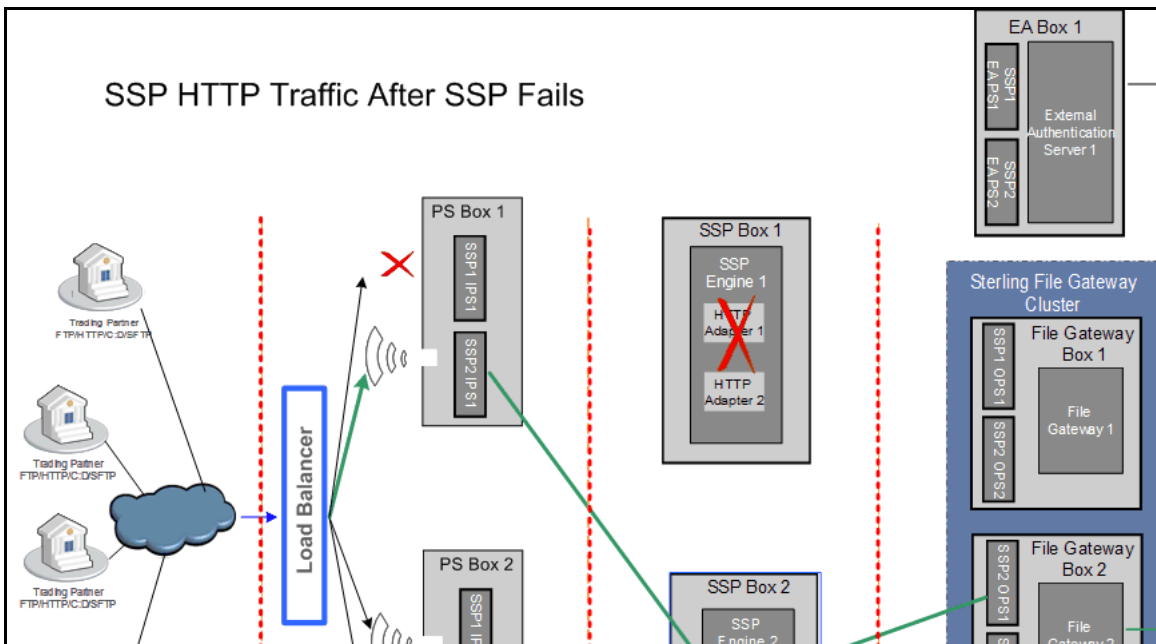 EA Box 1
SSP1
EA PS1
SSP2
EA PS2
External
Authentication
Server 1
SSP HTTP Traffic After SSP Fails
PS Box 1
SSP1 IPS1
SSP2 IPS1
SSP Box 1
SSP
Engine 1
HTTP
Adapter 1
HTTP
Adapter 2
Sterling File Gateway
Cluster
File Gateway
Box 1
SSP1 OPS1
SSP2 OPS2
File
Gateway 1
Trading Partner
FTP/HTTP/C:D/SFTP
Trading Partner
FTP/HTTP/C:D/SFTP
Trading Partner
FTP/HTTP/C:D/SFTP
Load Balancer
PS Box 2
SSP1
SSP Box 2
SSP
Engine 2
File Gateway
Box 2
SSP2 OPS1
File
Gateway 2